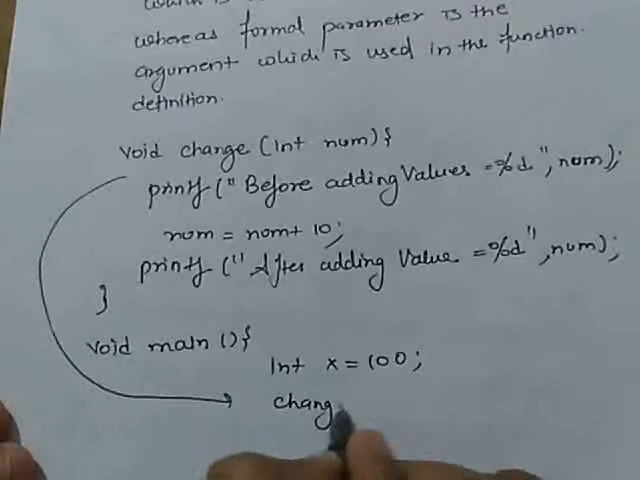 whereas formal parameter is the
argument which is used in the function
definition.
void change (int num){
printf (" Before adding Values =%d ", num);
num = num+ 10;
printf (" After adding Value =%d", num);
}
void main () {
Int x = 100;
chang